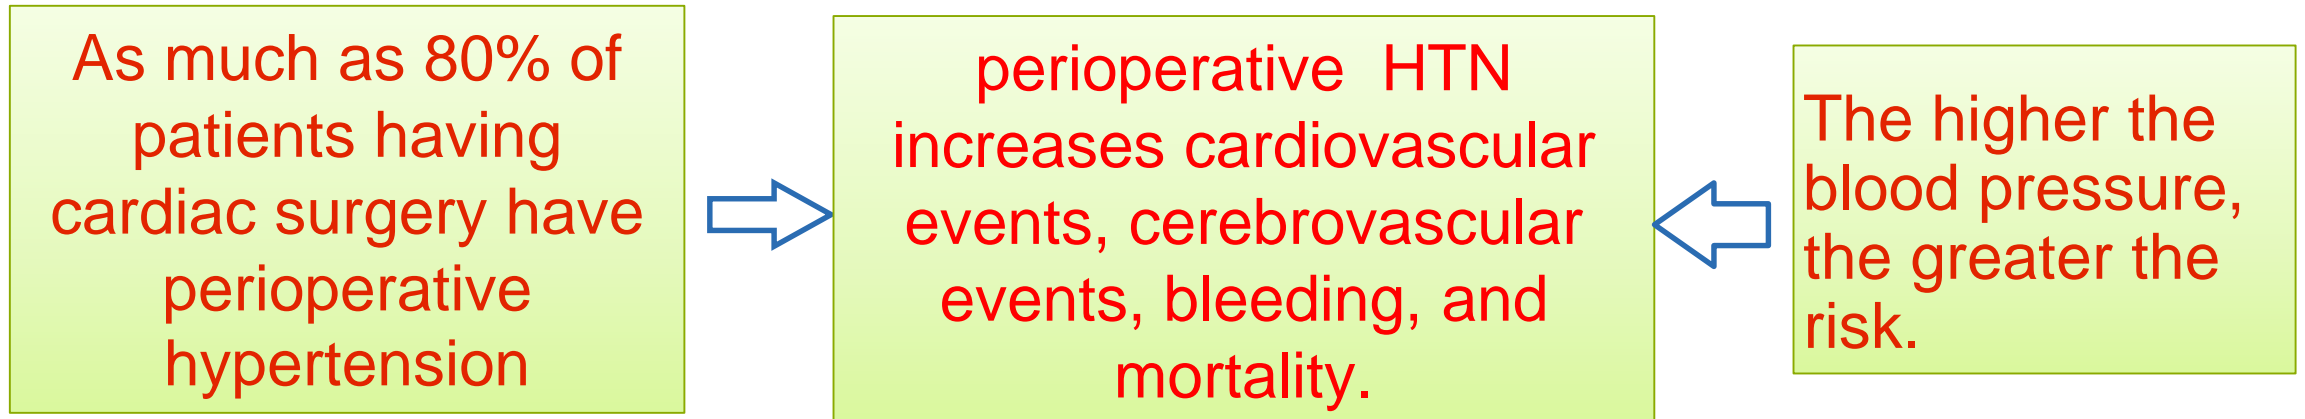 As much as 80% of
patients having
cardiac surgery have
perioperative
hypertension
perioperative  HTN
increases cardiovascular
events, cerebrovascular
events, bleeding, and
mortality.
The higher the
blood pressure,
the greater the
risk.